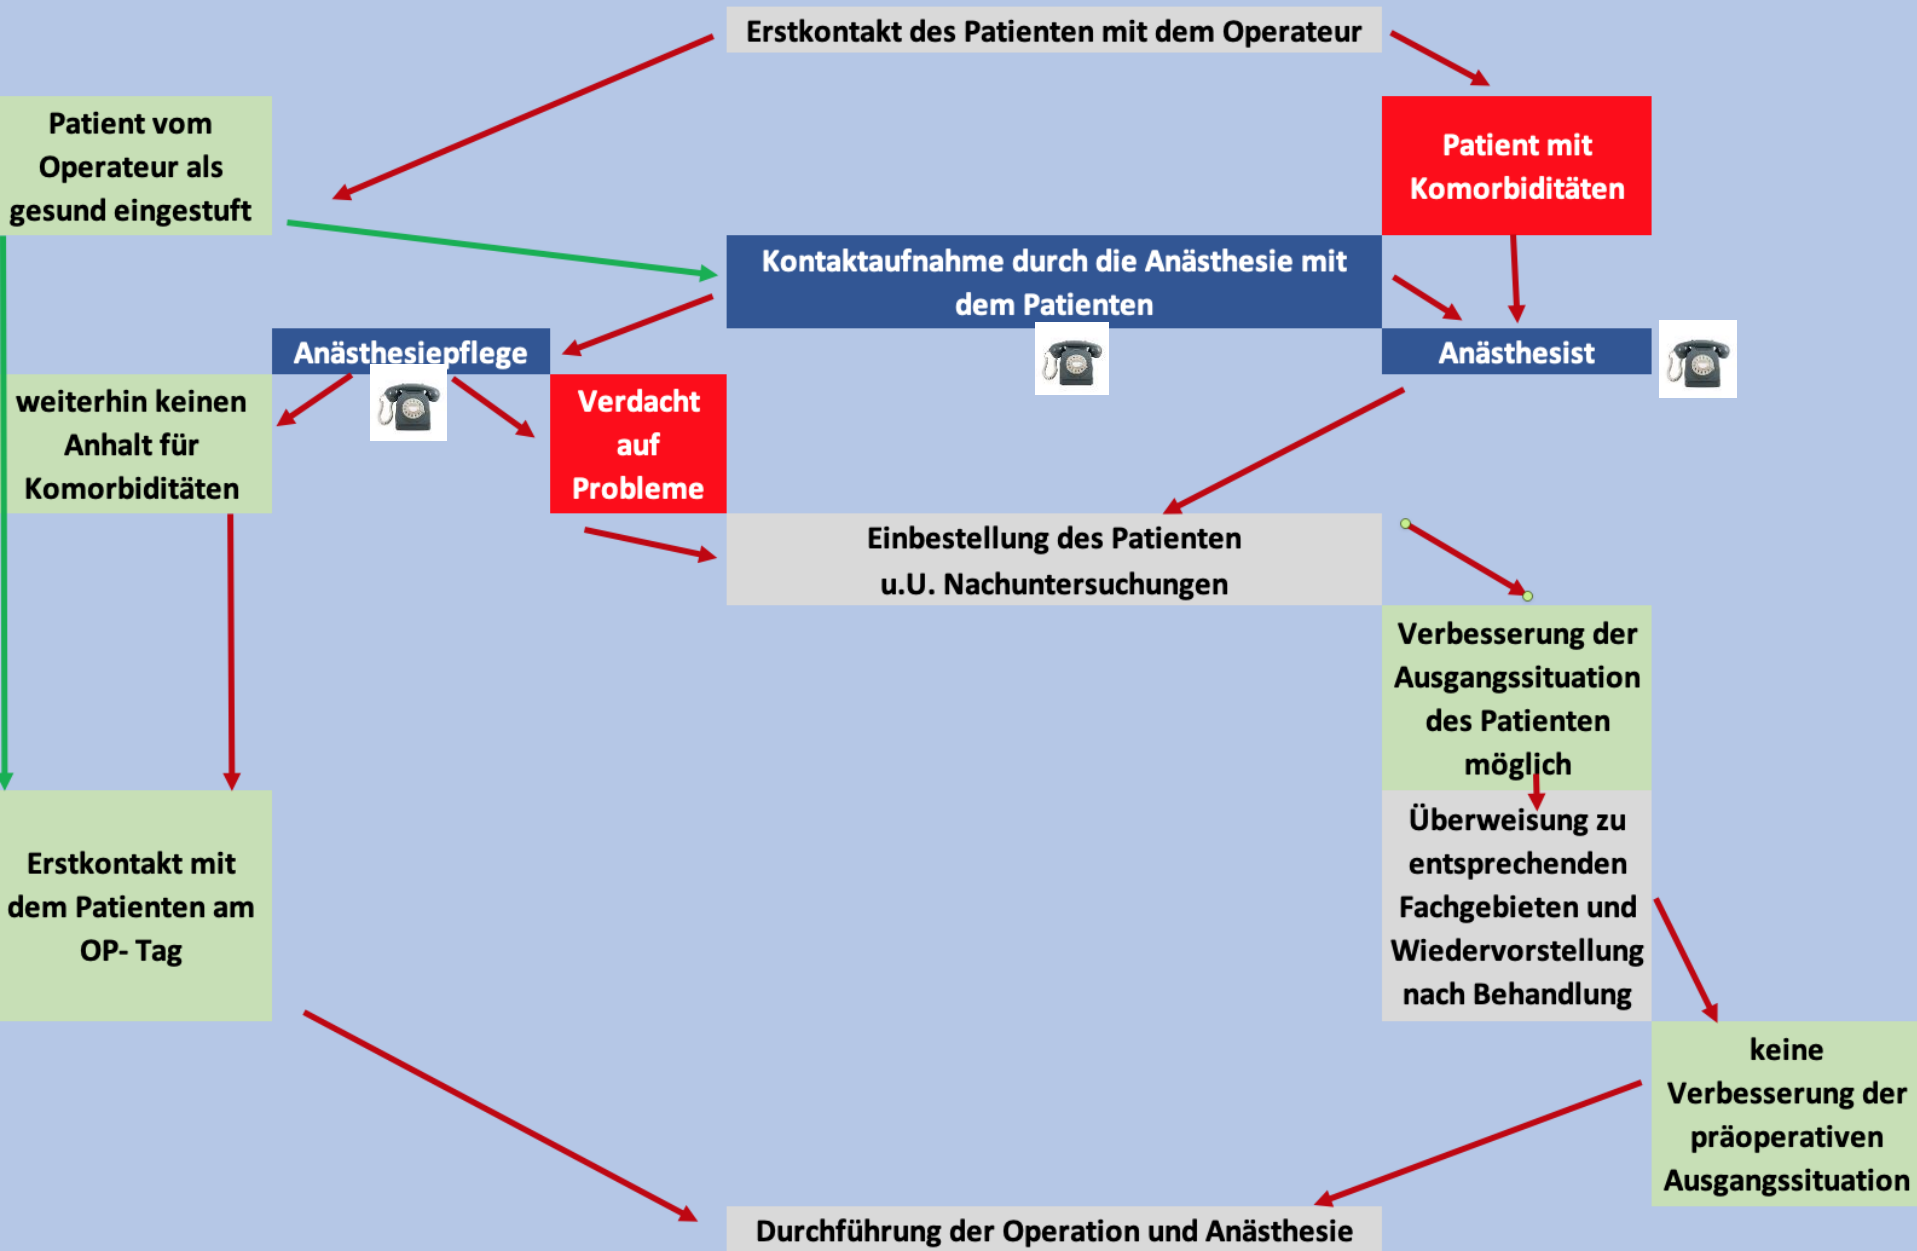 Erstkontakt des Patienten mit dem Operateur
Patient vom
Operateur als
gesund eingestuft
Patient mit
Komorbiditäten
Kontaktaufnahme durch die Anästhesie mit
dem Patienten
Anästhesiepflege
Anästhesist
weiterhin keinen
Anhalt für
Komorbiditäten
Verdacht
auf
Probleme
Einbestellung des Patienten
u.U. Nachuntersuchungen
Verbesserung der
Ausgangssituation
des Patienten
möglich
Überweisung zu
entsprechenden
Fachgebieten und
Wiedervorstellung
nach Behandlung
Erstkontakt mit
dem Patienten am
OP- Tag
keine
Verbesserung der
präoperativen
Ausgangssituation
Durchführung der Operation und Anästhesie